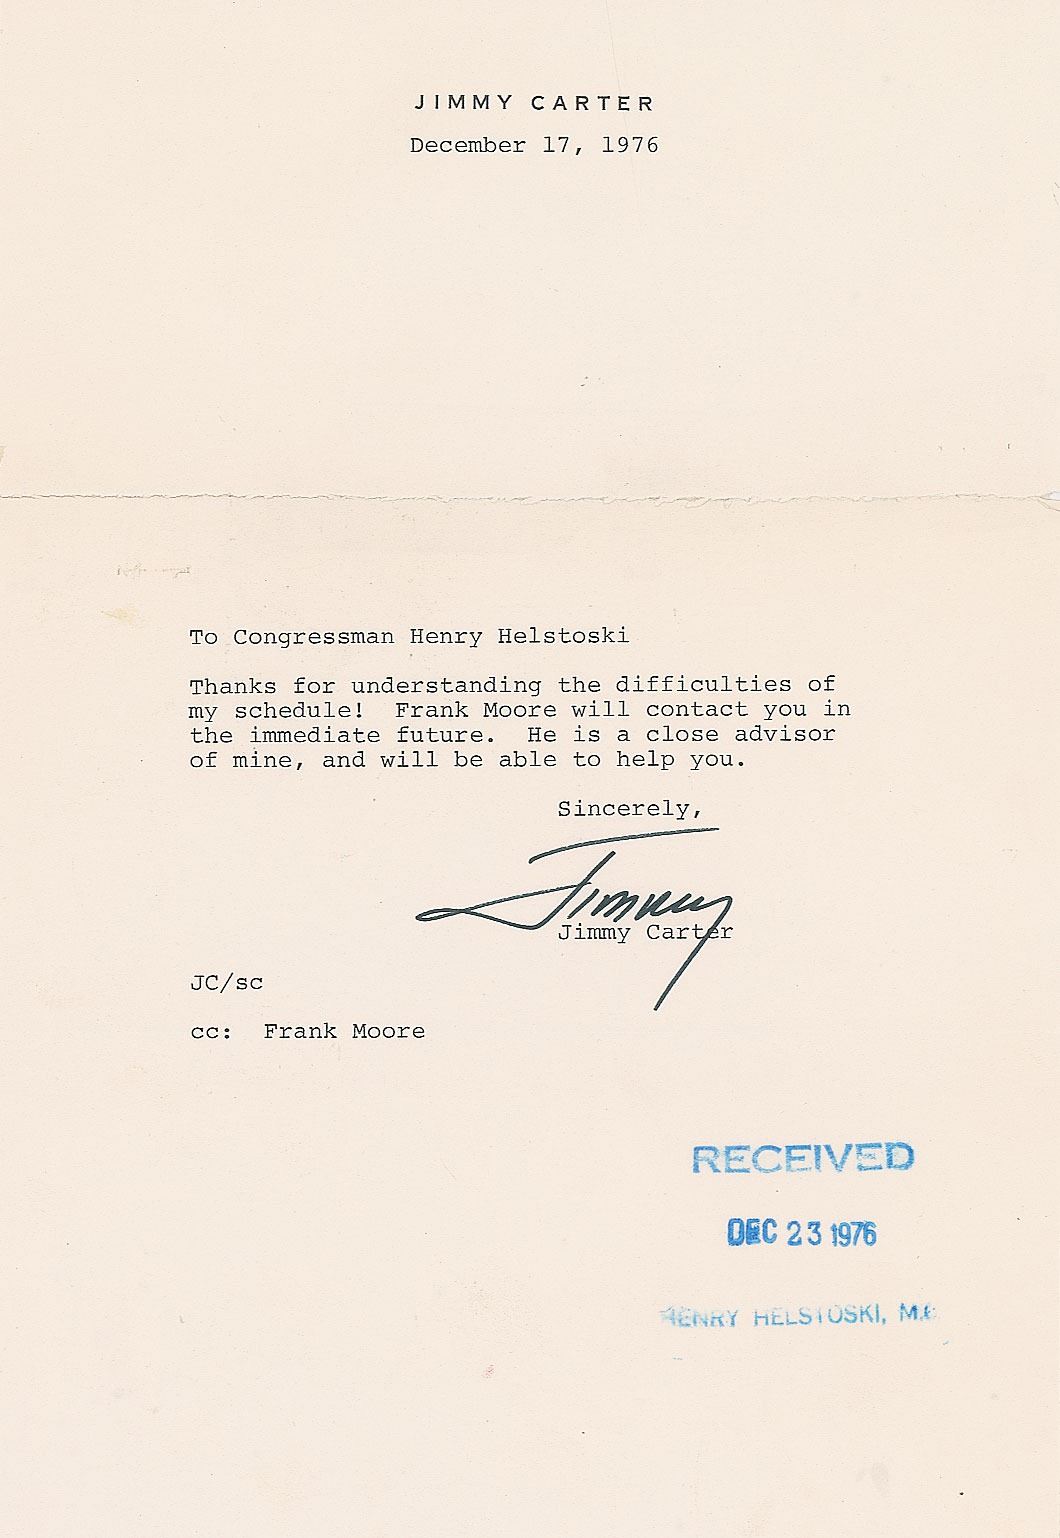 JIMMY CARTER
December 17, 1976
To Congressman Henry Helstoski
Thanks for understanding the difficulties of
my schedule!  Frank Moore will contact you in
the immediate future.  He is a close advisor
of mine, and will be able to help you.
Sincerely,
Jimmy
Jimmy Carter
JC/sc
cc:  Frank Moore
RECEIVED
DEC 23 1976
HENRY HELSTOSKI, M.C